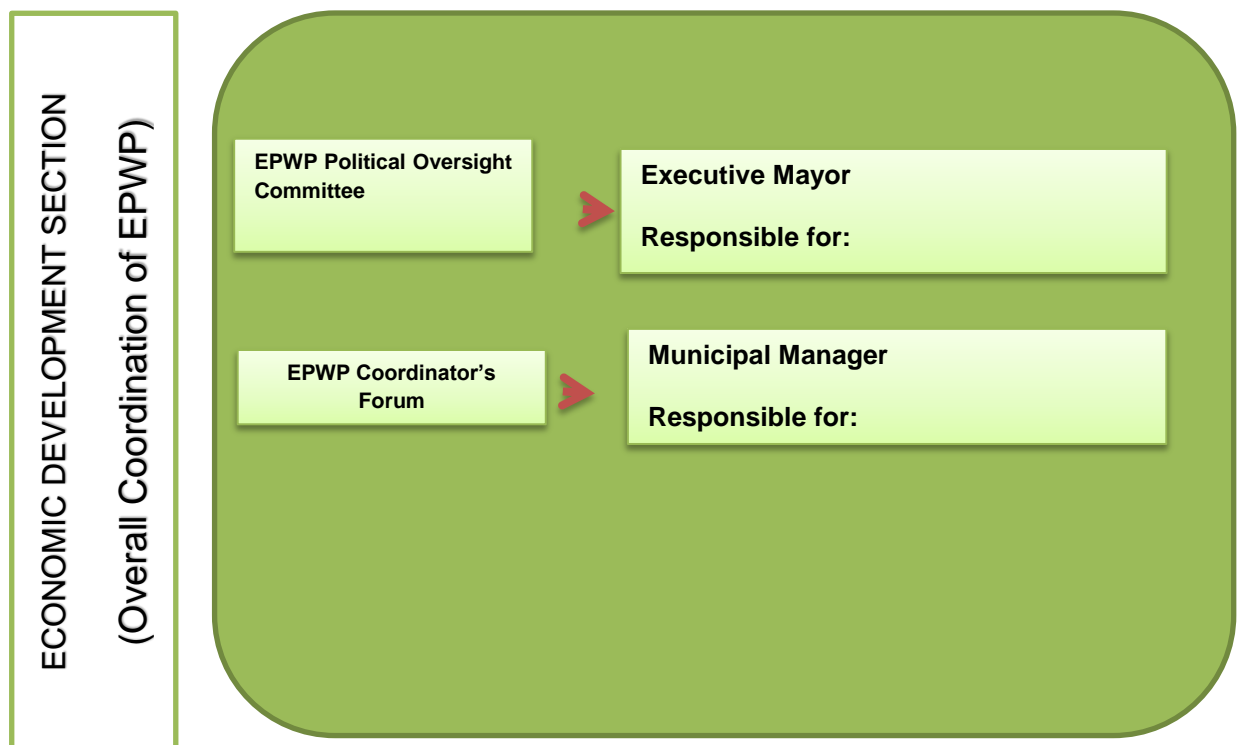 ECONOMIC DEVELOPMENT SECTION
(Overall Coordination of EPWP)
EPWP Political Oversight
Committee
Executive Mayor
Responsible for:
EPWP Coordinator’s
Forum
Municipal Manager
Responsible for: